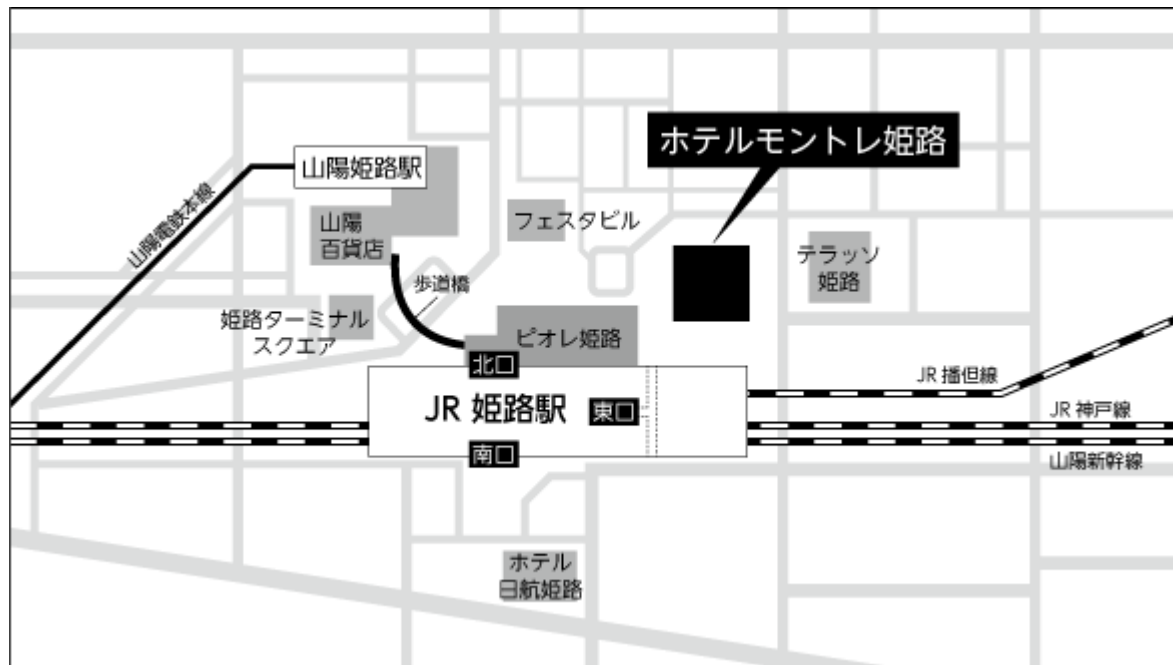 ホテルモントレ姫路
山陽姫路駅
山陽電鉄本線
山陽
百貨店
フェスタビル
テラッソ
姫路
歩道橋
姫路ターミナル
スクエア
ピオレ姫路
北口
JR 姫路駅
東口
南口
JR 播但線
JR 神戸線
山陽新幹線
ホテル
日航姫路